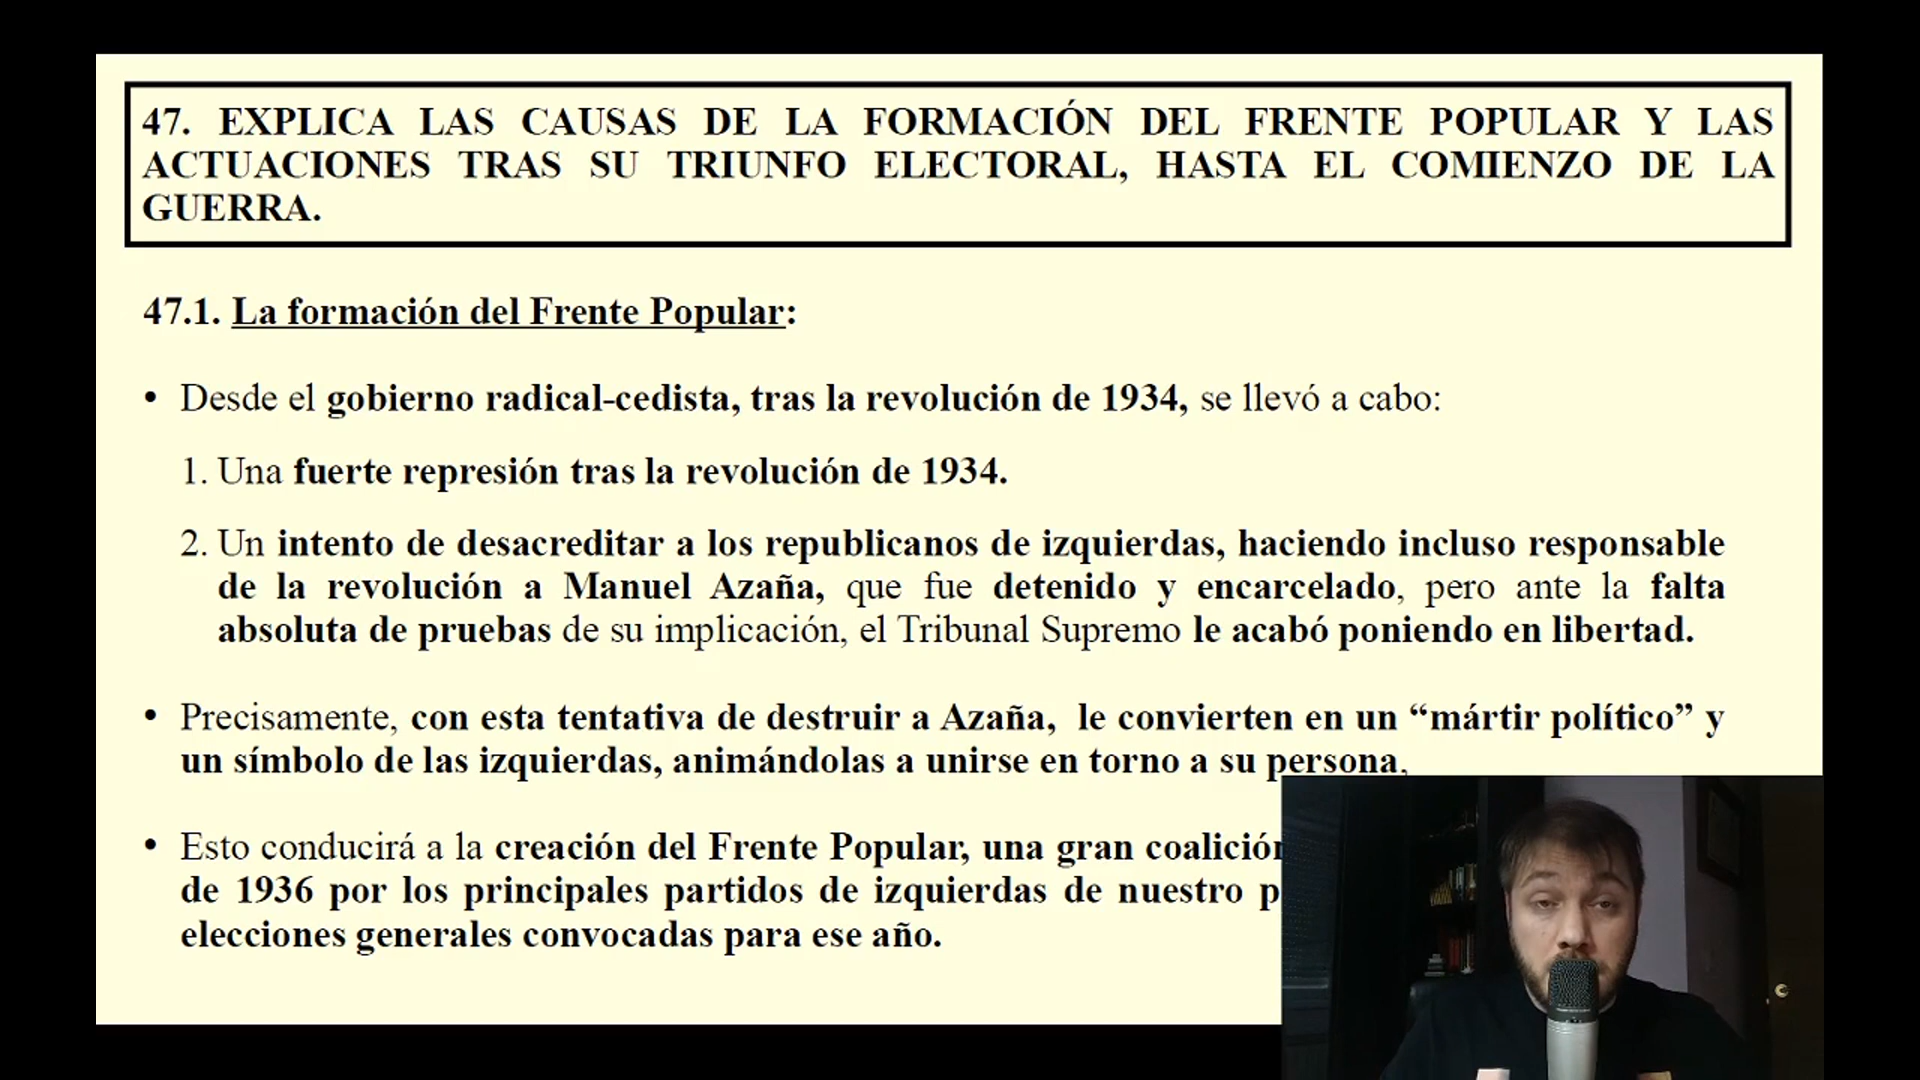 47. EXPLICA LAS CAUSAS DE LA FORMACIÓN DEL FRENTE POPULAR Y LAS
ACTUACIONES TRAS SU TRIUNFO ELECTORAL, HASTA EL COMIENZO DE LA
GUERRA.
47.1. La formación del Frente Popular:
• Desde el gobierno radical-cedista, tras la revolución de 1934, se llevó a cabo:
1. Una fuerte represión tras la revolución de 1934.
2. Un intento de desacreditar a los republicanos de izquierdas, haciendo incluso responsable
de la revolución a Manuel Azaña, que fue detenido y encarcelado, pero ante la falta
absoluta de pruebas de su implicación, el Tribunal Supremo le acabó poniendo en libertad.
• Precisamente, con esta tentativa de destruir a Azaña, le convierten en un “mártir político” y
un símbolo de las izquierdas, animándolas a unirse en torno a su persona,
• Esto conducirá a la creación del Frente Popular, una gran coalición
de 1936 por los principales partidos de izquierdas de nuestro p
elecciones generales convocadas para ese año.